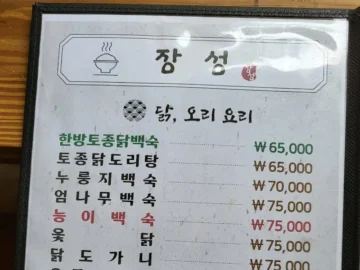 장성
닭, 오리 요리
한방토종닭백숙 ₩65,000
토종닭도리탕 ₩65,000
누룽지백숙 ₩70,000
엄나무백숙 ₩75,000
능이백숙 ₩75,000
옻닭 ₩75,000
닭도가니 ₩75,000